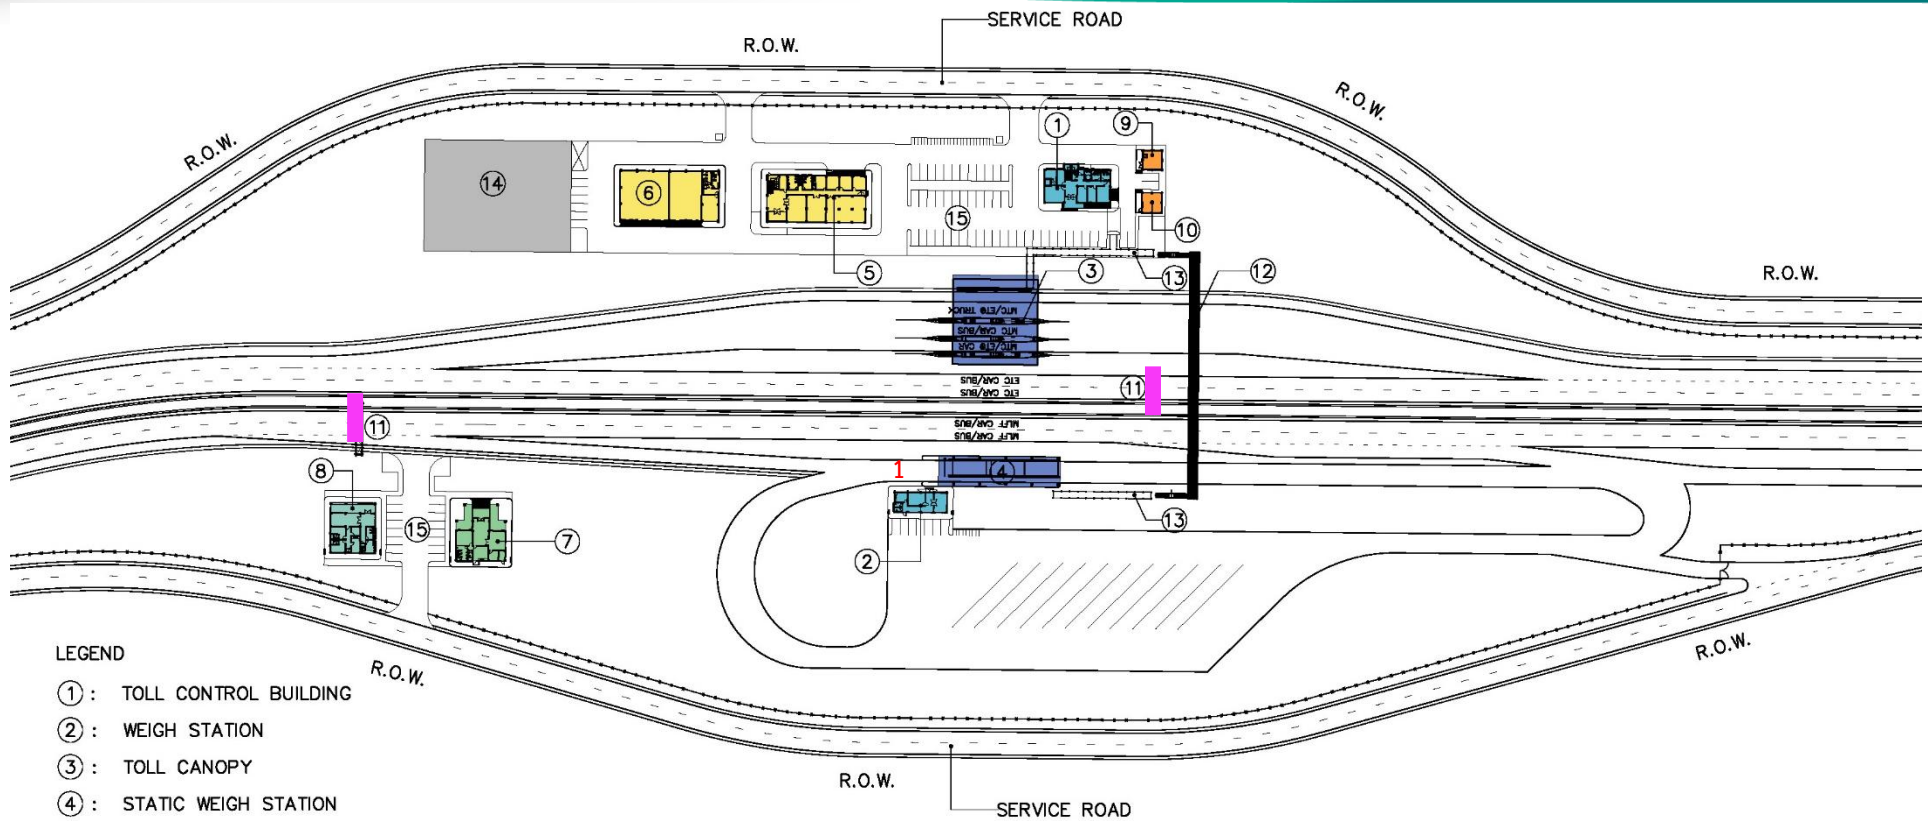 SERVICE ROAD
R.O.W.
R.O.W.
R.O.W.
R.O.W.
1
9
14
6
15
10
5
3
13
12
MTC/ETC TRUCK
MTC CAR/BUS
MTC/ETC CAR
ETC CAR/BUS
ETC CAR/BUS
11
11
MLFF CAR/BUS
MLFF CAR/BUS
1
4
8
15
7
13
2
R.O.W.
R.O.W.
R.O.W.
SERVICE ROAD
LEGEND
1 : TOLL CONTROL BUILDING
2 : WEIGH STATION
3 : TOLL CANOPY
4 : STATIC WEIGH STATION